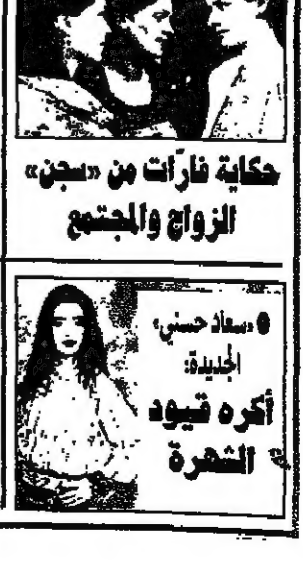 حكاية فارّات من «سجن»
الزواج والمجتمع
● «سعاد حسني»
الجديدة:
أكره قيود
الشهرة